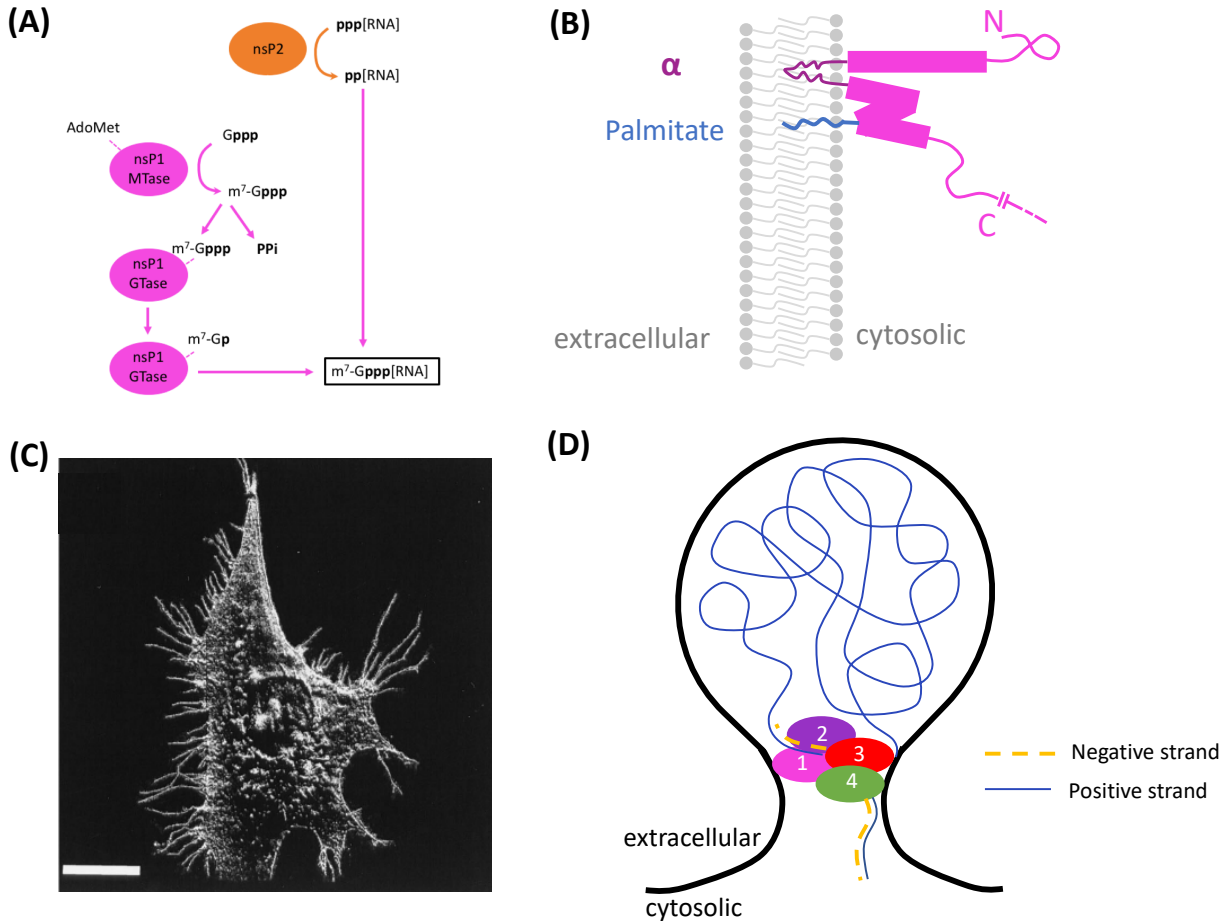 (A)
nsP2
ppp[RNA]
pp[RNA]
AdoMet
nsP1
MTase
Gppp
m⁷-Gppp
m⁷-Gppp
PPi
nsP1
GTase
m⁷-Gp
nsP1
GTase
m⁷-Gppp[RNA]
(B)
N
α
Palmitate
C
extracellular
cytosolic
(C)
(D)
2
1
3
4
Negative strand
Positive strand
extracellular
cytosolic